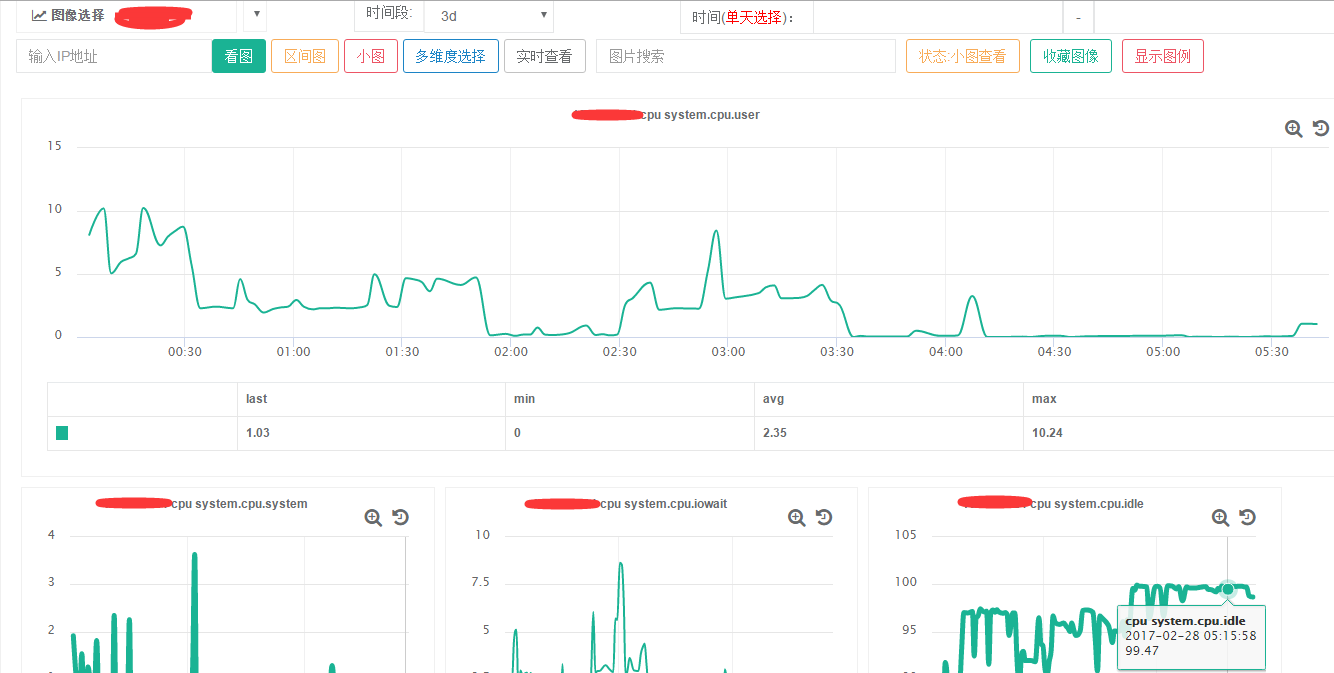 图像选择 ▼ 时间段: 3d ▼ 时间(单天选择): -
输入IP地址 看图 区间图 小图 多维度选择 实时查看 图片搜索 状态:小图查看 收藏图像 显示图例
cpu system.cpu.user
15
10
5
0
00:30 01:00 01:30 02:00 02:30 03:00 03:30 04:00 04:30 05:00 05:30
last min avg max
1.03 0 2.35 10.24
cpu system.cpu.system
4
3
2
cpu system.cpu.iowait
10
7.5
5
cpu system.cpu.idle
105
100
95
cpu system.cpu.idle
2017-02-28 05:15:58
99.47